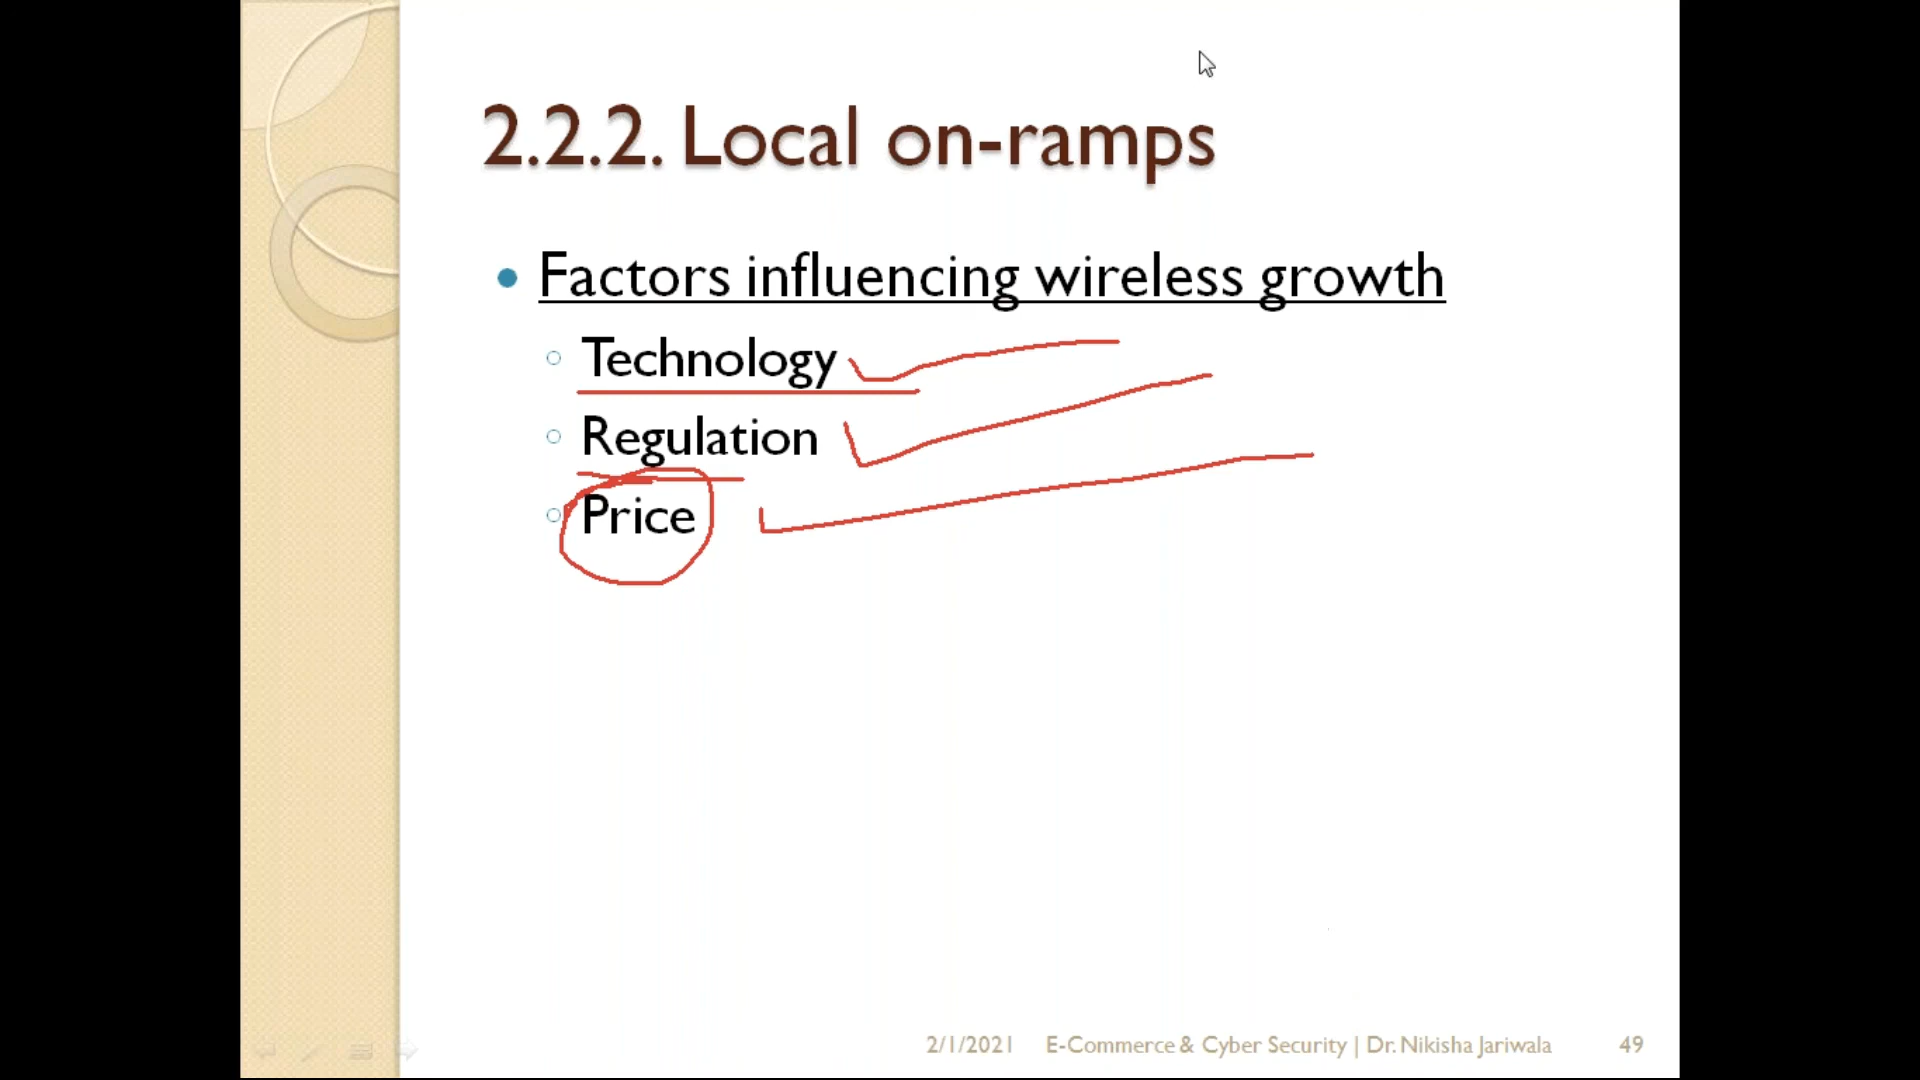 2.2.2. Local on-ramps
Factors influencing wireless growth
Technology
Regulation
Price
2/1/2021 E-Commerce & Cyber Security | Dr. Nikisha Jariwala 49